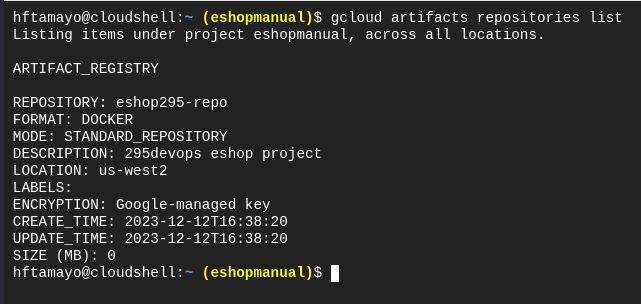 hftamayo@cloudshell:~ (eshopmanual)$ gcloud artifacts repositories list
Listing items under project eshopmanual, across all locations.
ARTIFACT_REGISTRY
REPOSITORY: eshop295-repo
FORMAT: DOCKER
MODE: STANDARD_REPOSITORY
DESCRIPTION: 295devops eshop project
LOCATION: us-west2
LABELS:
ENCRYPTION: Google-managed key
CREATE_TIME: 2023-12-12T16:38:20
UPDATE_TIME: 2023-12-12T16:38:20
SIZE (MB): 0
hftamayo@cloudshell:~ (eshopmanual)$